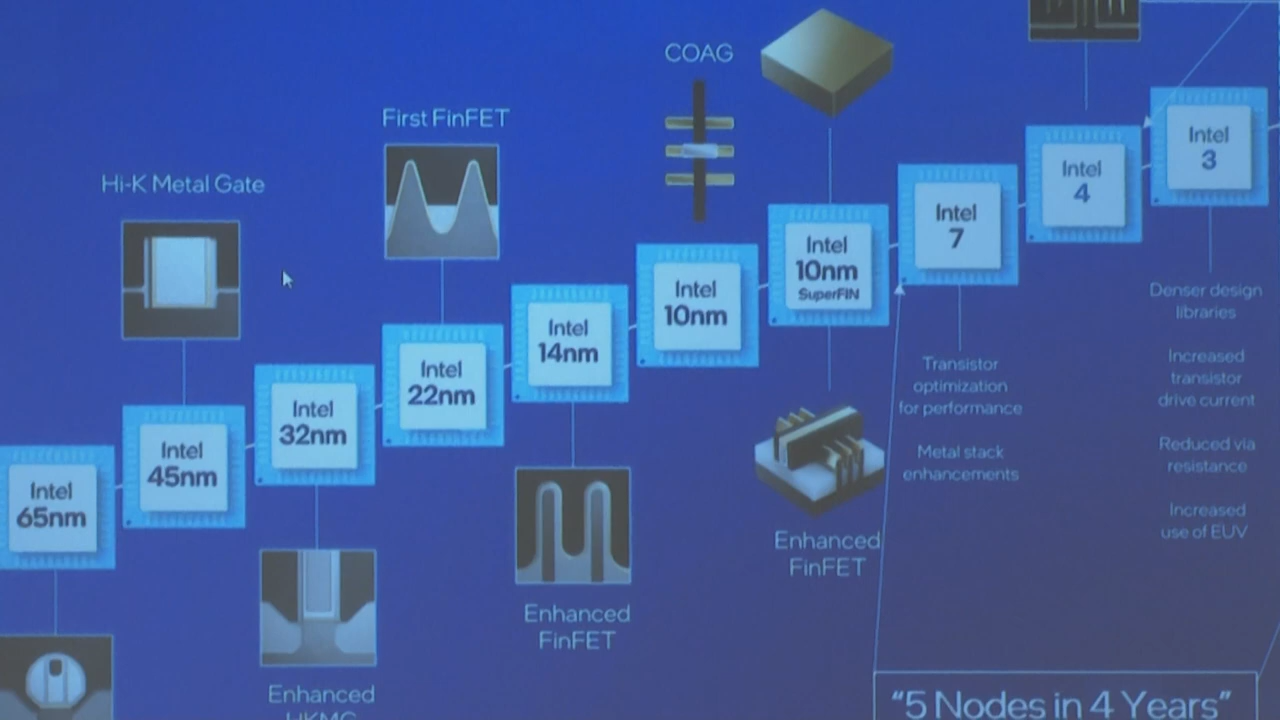 COAG
First FinFET
Hi-K Metal Gate
Intel
3
Intel
4
Intel
7
Intel
10nm
SuperFIN
Intel
10nm
Intel
14nm
Intel
22nm
Intel
32nm
Intel
45nm
Intel
65nm
Denser design
libraries
Increased
transistor
drive current
Reduced via
resistance
Increased
use of EUV
Transistor
optimization
for performance
Metal stack
enhancements
Enhanced
FinFET
Enhanced
FinFET
Enhanced
HKMG
“5 Nodes in 4 Years”